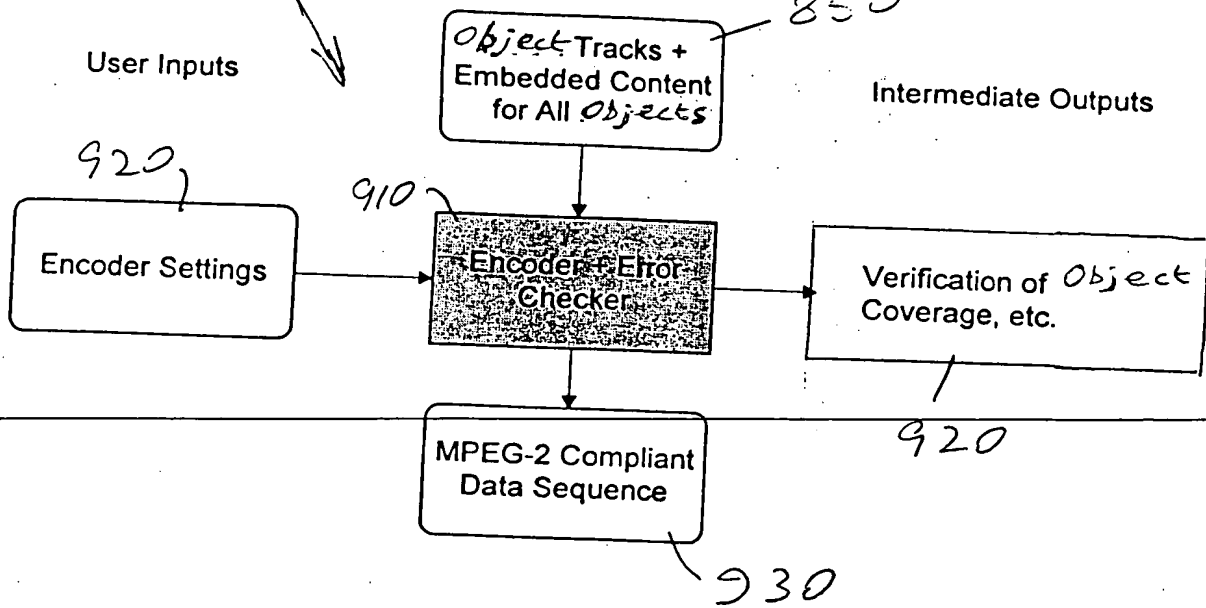 User Inputs
Object Tracks +
Embedded Content
for All Objects
Intermediate Outputs
920
910
Encoder Settings
Encoder + Error
Checker
Verification of Object
Coverage, etc.
920
MPEG-2 Compliant
Data Sequence
930